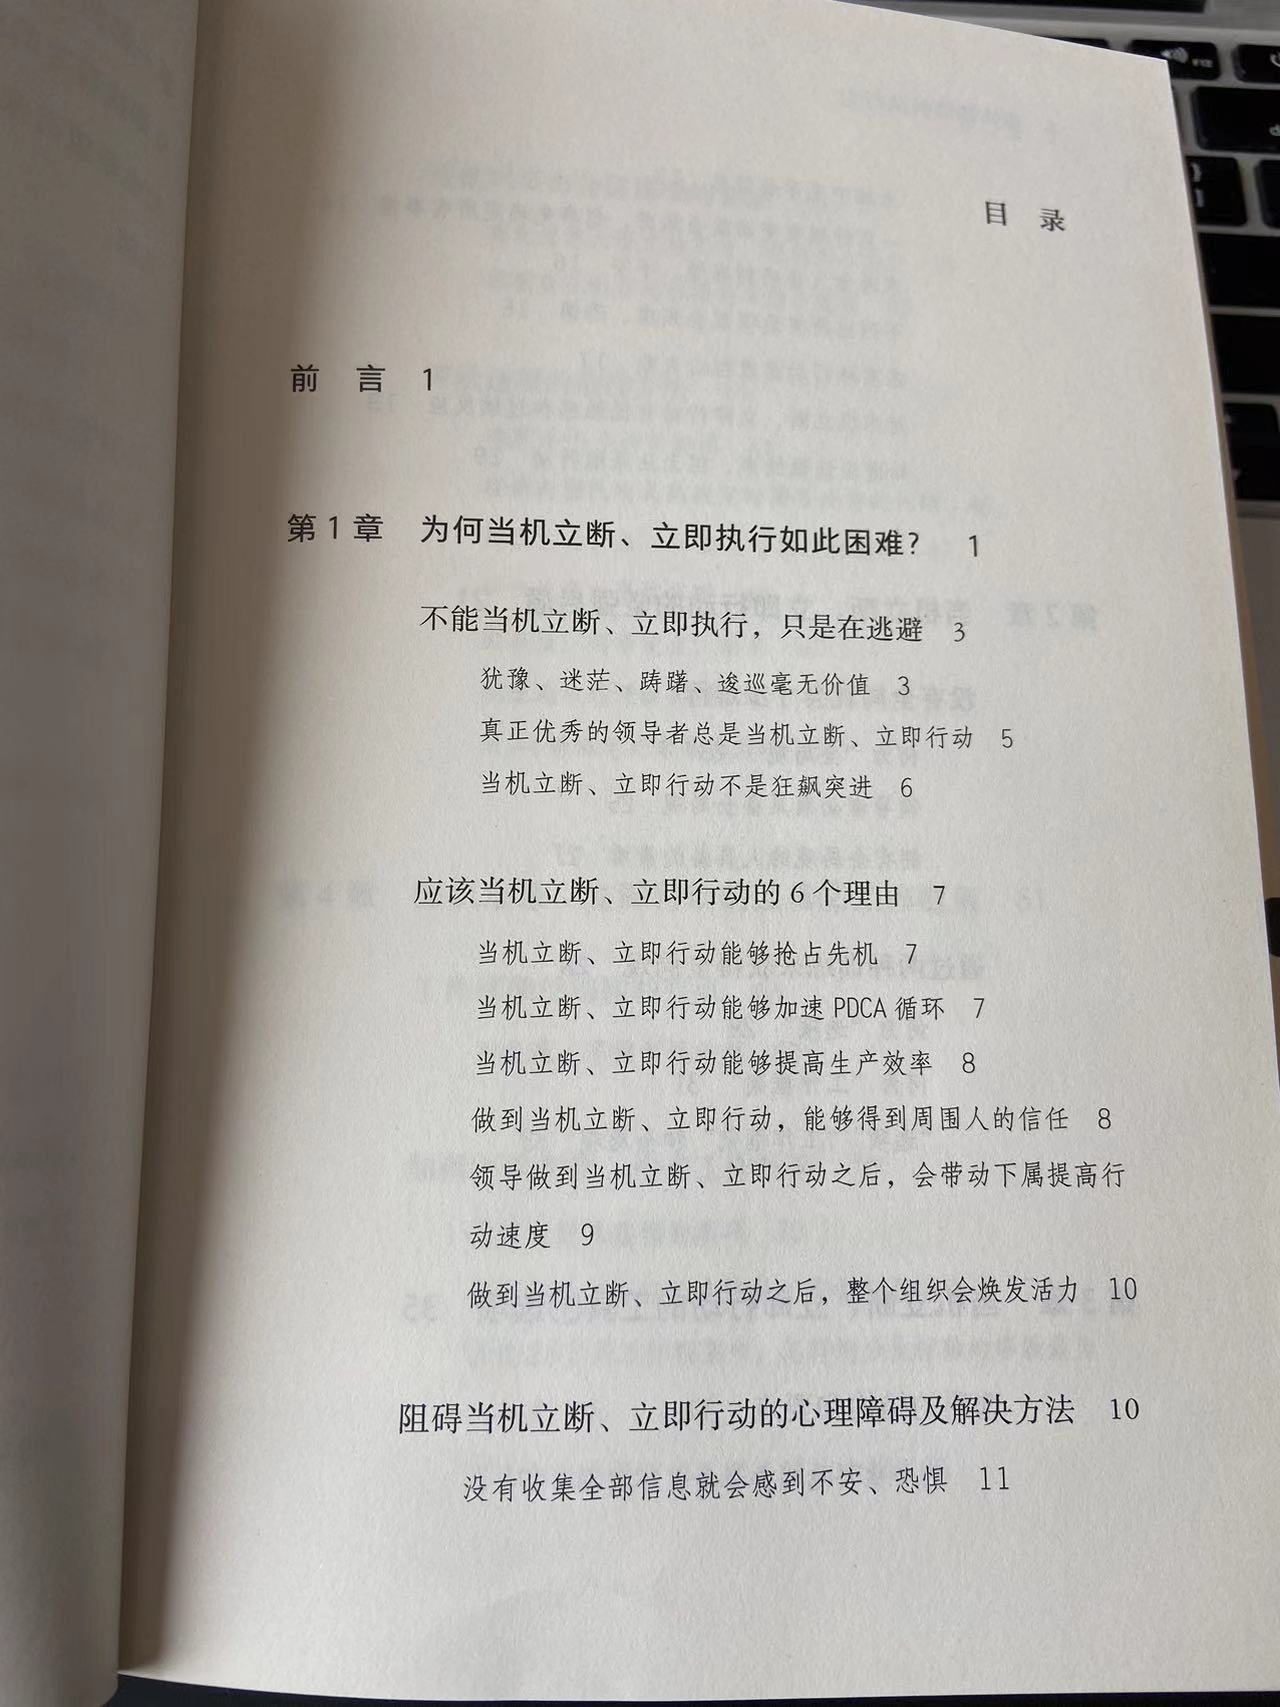 目 录
前 言 1
第1章 为何当机立断、立即执行如此困难？ 1
不能当机立断、立即执行，只是在逃避 3
犹豫、迷茫、踌躇、逡巡毫无价值 3
真正优秀的领导者总是当机立断、立即行动 5
当机立断、立即行动不是狂飙突进 6
应该当机立断、立即行动的6个理由 7
当机立断、立即行动能够抢占先机 7
当机立断、立即行动能够加速PDCA循环 7
当机立断、立即行动能够提高生产效率 8
做到当机立断、立即行动，能够得到周围人的信任 8
领导做到当机立断、立即行动之后，会带动下属提高行
动速度 9
做到当机立断、立即行动之后，整个组织会焕发活力 10
阻碍当机立断、立即行动的心理障碍及解决方法 10
没有收集全部信息就会感到不安、恐惧 11